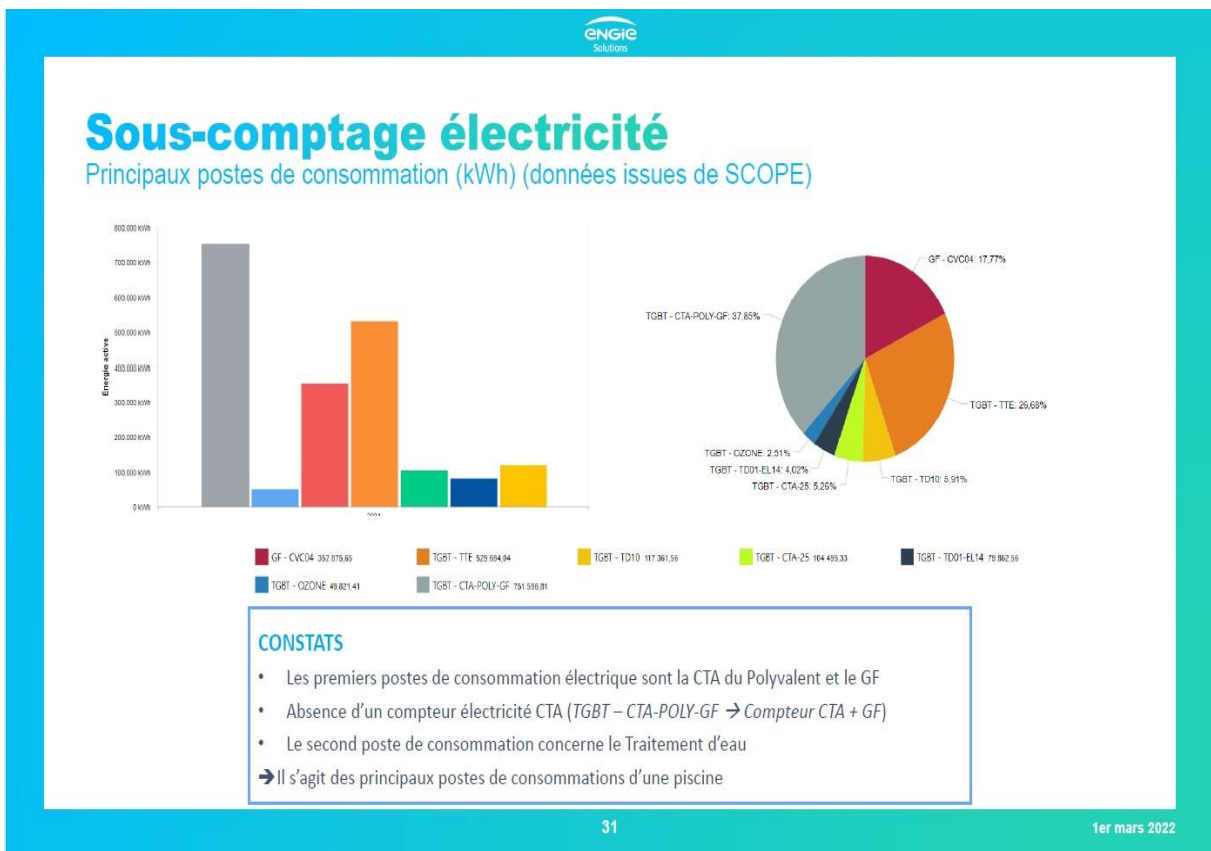 ENGIE
Solutions
Sous-comptage électricité
Principaux postes de consommation (kWh) (données issues de SCOPE)
800.000 kWh
700.000 kWh
600.000 kWh
500.000 kWh
400.000 kWh
300.000 kWh
200.000 kWh
100.000 kWh
0 kWh
Énergie active
2021
GF - CVC04: 17,77%
TGBT - CTA-POLY-GF: 37,85%
TGBT - TTE: 26,68%
TGBT - OZONE: 2,51%
TGBT - TD01-EL14: 4,02%
TGBT - CTA-25: 5,26%
TGBT - TD10: 5,91%
GF - CVC04 352.875,65
TGBT - TTE 529.694,04
TGBT - TD10 117.361,56
TGBT - CTA-25 104.495,33
TGBT - TD01-EL14 79.862,56
TGBT - OZONE 49.821,41
TGBT - CTA-POLY-GF 751.596,81
CONSTATS
• Les premiers postes de consommation électrique sont la CTA du Polyvalent et le GF
• Absence d'un compteur électricité CTA (TGBT – CTA-POLY-GF → Compteur CTA + GF)
• Le second poste de consommation concerne le Traitement d'eau
➔Il s'agit des principaux postes de consommations d'une piscine
31
1er mars 2022